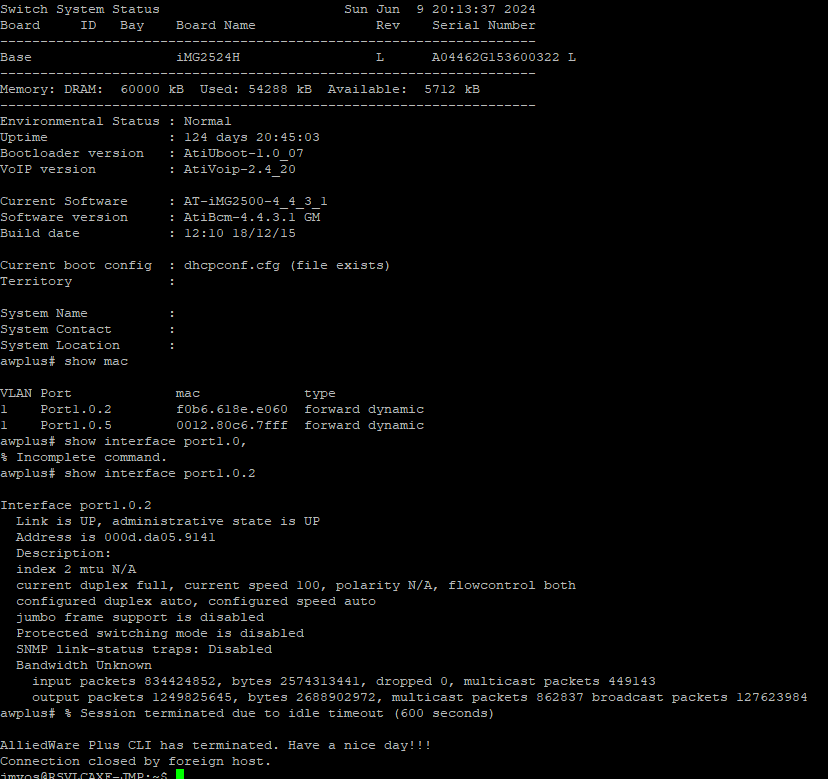 Switch System Status                       Sun Jun  9 20:13:37 2024
Board     ID   Bay    Board Name               Rev    Serial Number
-------------------------------------------------------------------
Base                  iMG2524H                 L      A04462G153600322 L
-------------------------------------------------------------------
Memory: DRAM:  60000 kB  Used: 54288 kB  Available:  5712 kB
-------------------------------------------------------------------
Environmental Status : Normal
Uptime               : 124 days 20:45:03
Bootloader version   : AtiUboot-1.0_07
VoIP version         : AtiVoip-2.4_20

Current Software     : AT-iMG2500-4_4_3_1
Software version     : AtiBcm-4.4.3.1 GM
Build date           : 12:10 18/12/15

Current boot config  : dhcpconf.cfg (file exists)
Territory            :

System Name          :
System Contact       :
System Location      :
awplus# show mac

VLAN Port             mac             type
1    Port1.0.2        f0b6.618e.e060  forward dynamic
1    Port1.0.5        0012.80c6.7fff  forward dynamic
awplus# show interface port1.0,
% Incomplete command.
awplus# show interface port1.0.2

Interface port1.0.2
  Link is UP, administrative state is UP
  Address is 000d.da05.9141
  Description:
  index 2 mtu N/A
  current duplex full, current speed 100, polarity N/A, flowcontrol both
  configured duplex auto, configured speed auto
  jumbo frame support is disabled
  Protected switching mode is disabled
  SNMP link-status traps: Disabled
  Bandwidth Unknown
    input packets 834424852, bytes 2574313441, dropped 0, multicast packets 449143
    output packets 1249825645, bytes 2688902972, multicast packets 862837 broadcast packets 127623984
awplus# % Session terminated due to idle timeout (600 seconds)

AlliedWare Plus CLI has terminated. Have a nice day!!!
Connection closed by foreign host.
jmyos@RSVLCAXF-JMP:~$